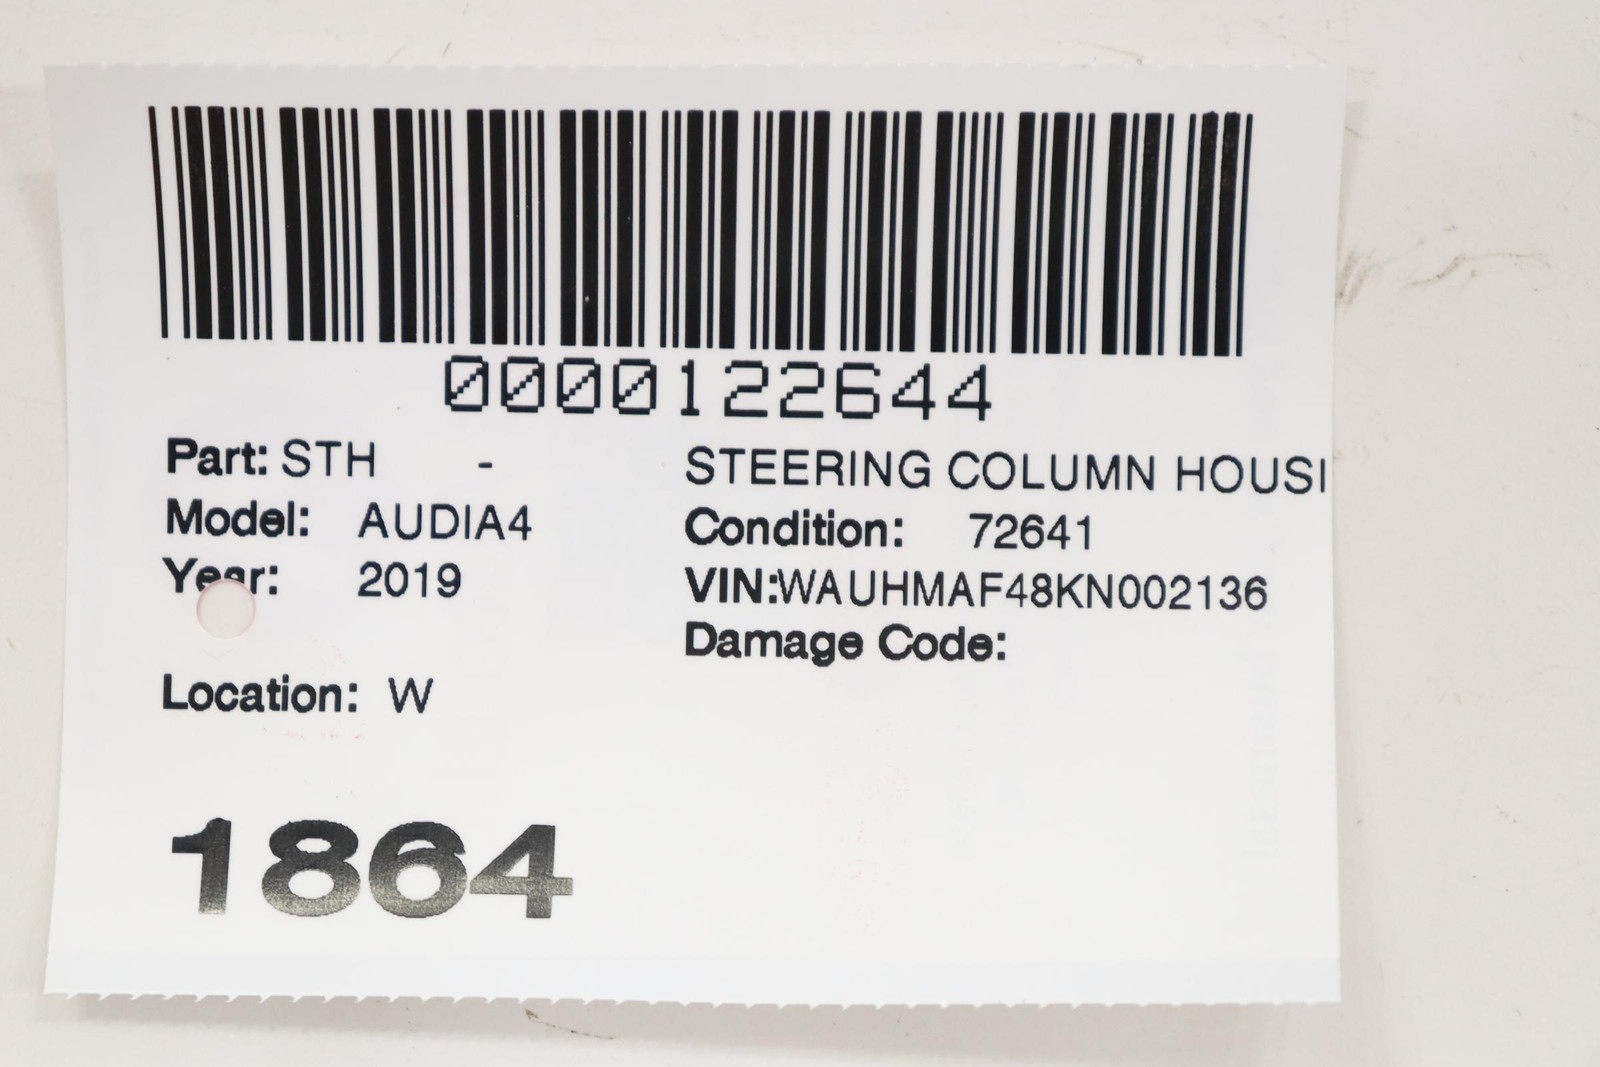 0000122644
Part: STH - STEERING COLUMN HOUSI
Model: AUDIA4 Condition: 72641
Year: 2019 VIN:WAUHMAF48KN002136
Damage Code:
Location: W
1864